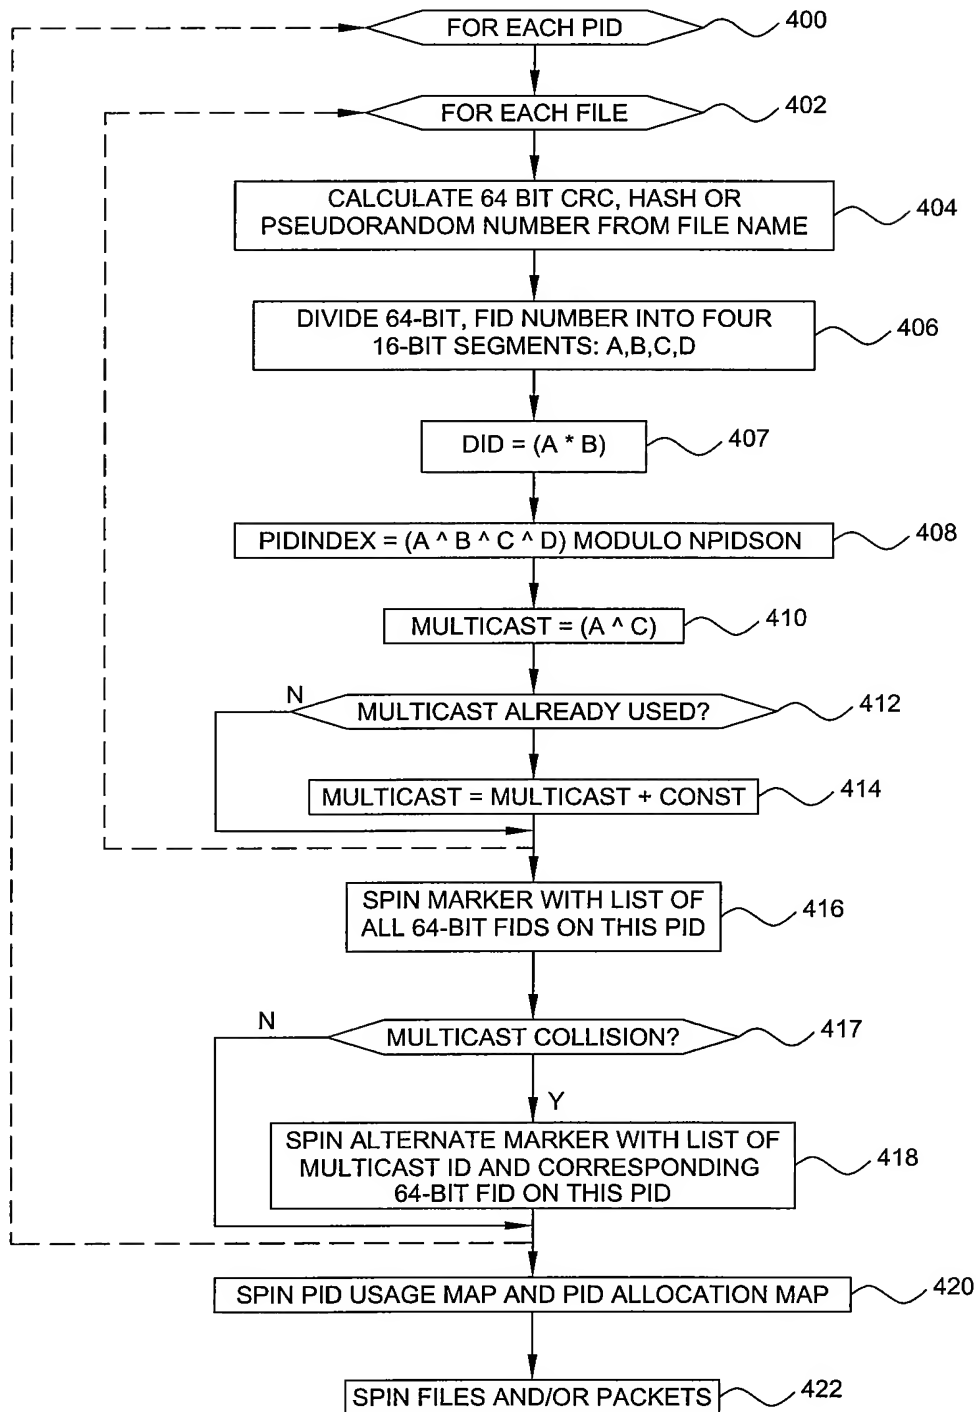 FOR EACH PID
400
FOR EACH FILE
402
CALCULATE 64 BIT CRC, HASH OR
PSEUDORANDOM NUMBER FROM FILE NAME
404
DIVIDE 64-BIT, FID NUMBER INTO FOUR
16-BIT SEGMENTS: A,B,C,D
406
DID = (A * B)
407
PIDINDEX = (A ^ B ^ C ^ D) MODULO NPIDSON
408
MULTICAST = (A ^ C)
410
N
MULTICAST ALREADY USED?
412
MULTICAST = MULTICAST + CONST
414
SPIN MARKER WITH LIST OF
ALL 64-BIT FIDS ON THIS PID
416
N
MULTICAST COLLISION?
417
Y
SPIN ALTERNATE MARKER WITH LIST OF
MULTICAST ID AND CORRESPONDING
64-BIT FID ON THIS PID
418
SPIN PID USAGE MAP AND PID ALLOCATION MAP
420
SPIN FILES AND/OR PACKETS
422